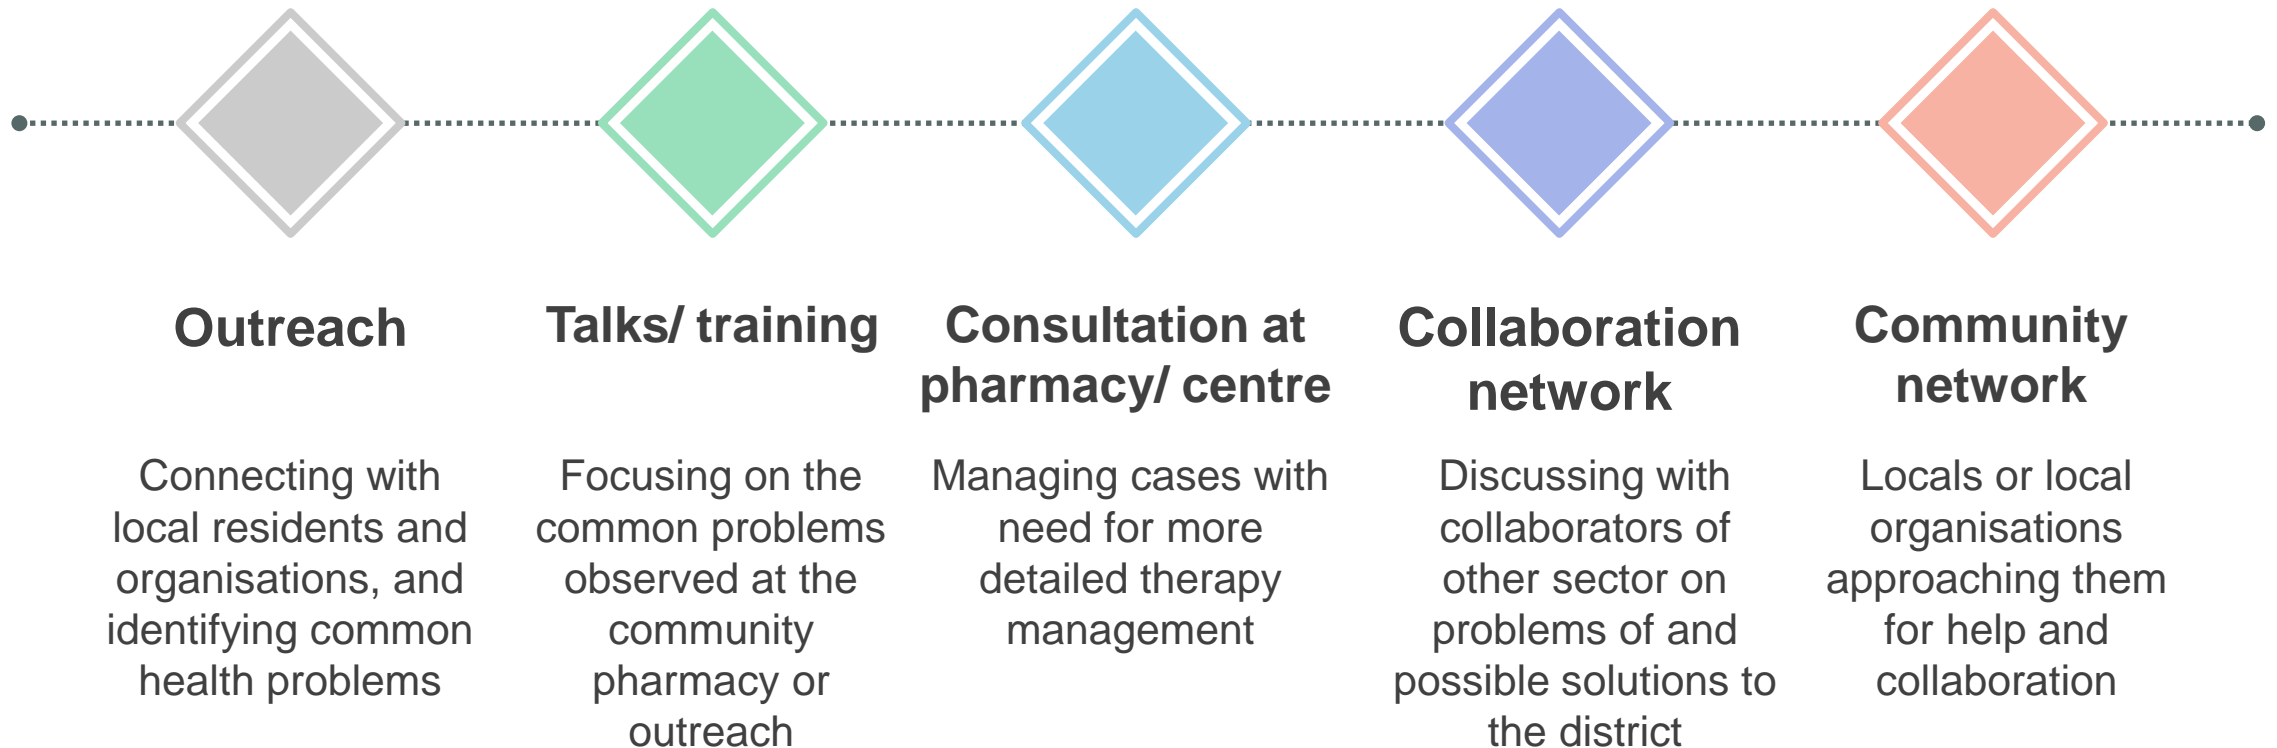 Outreach
Connecting with
local residents and
organisations, and
identifying common
health problems
Talks/ training
Focusing on the
common problems
observed at the
community
pharmacy or
outreach
Consultation at
pharmacy/ centre
Managing cases with
need for more
detailed therapy
management
Collaboration
network
Discussing with
collaborators of
other sector on
problems of and
possible solutions to
the district
Community
network
Locals or local
organisations
approaching them
for help and
collaboration